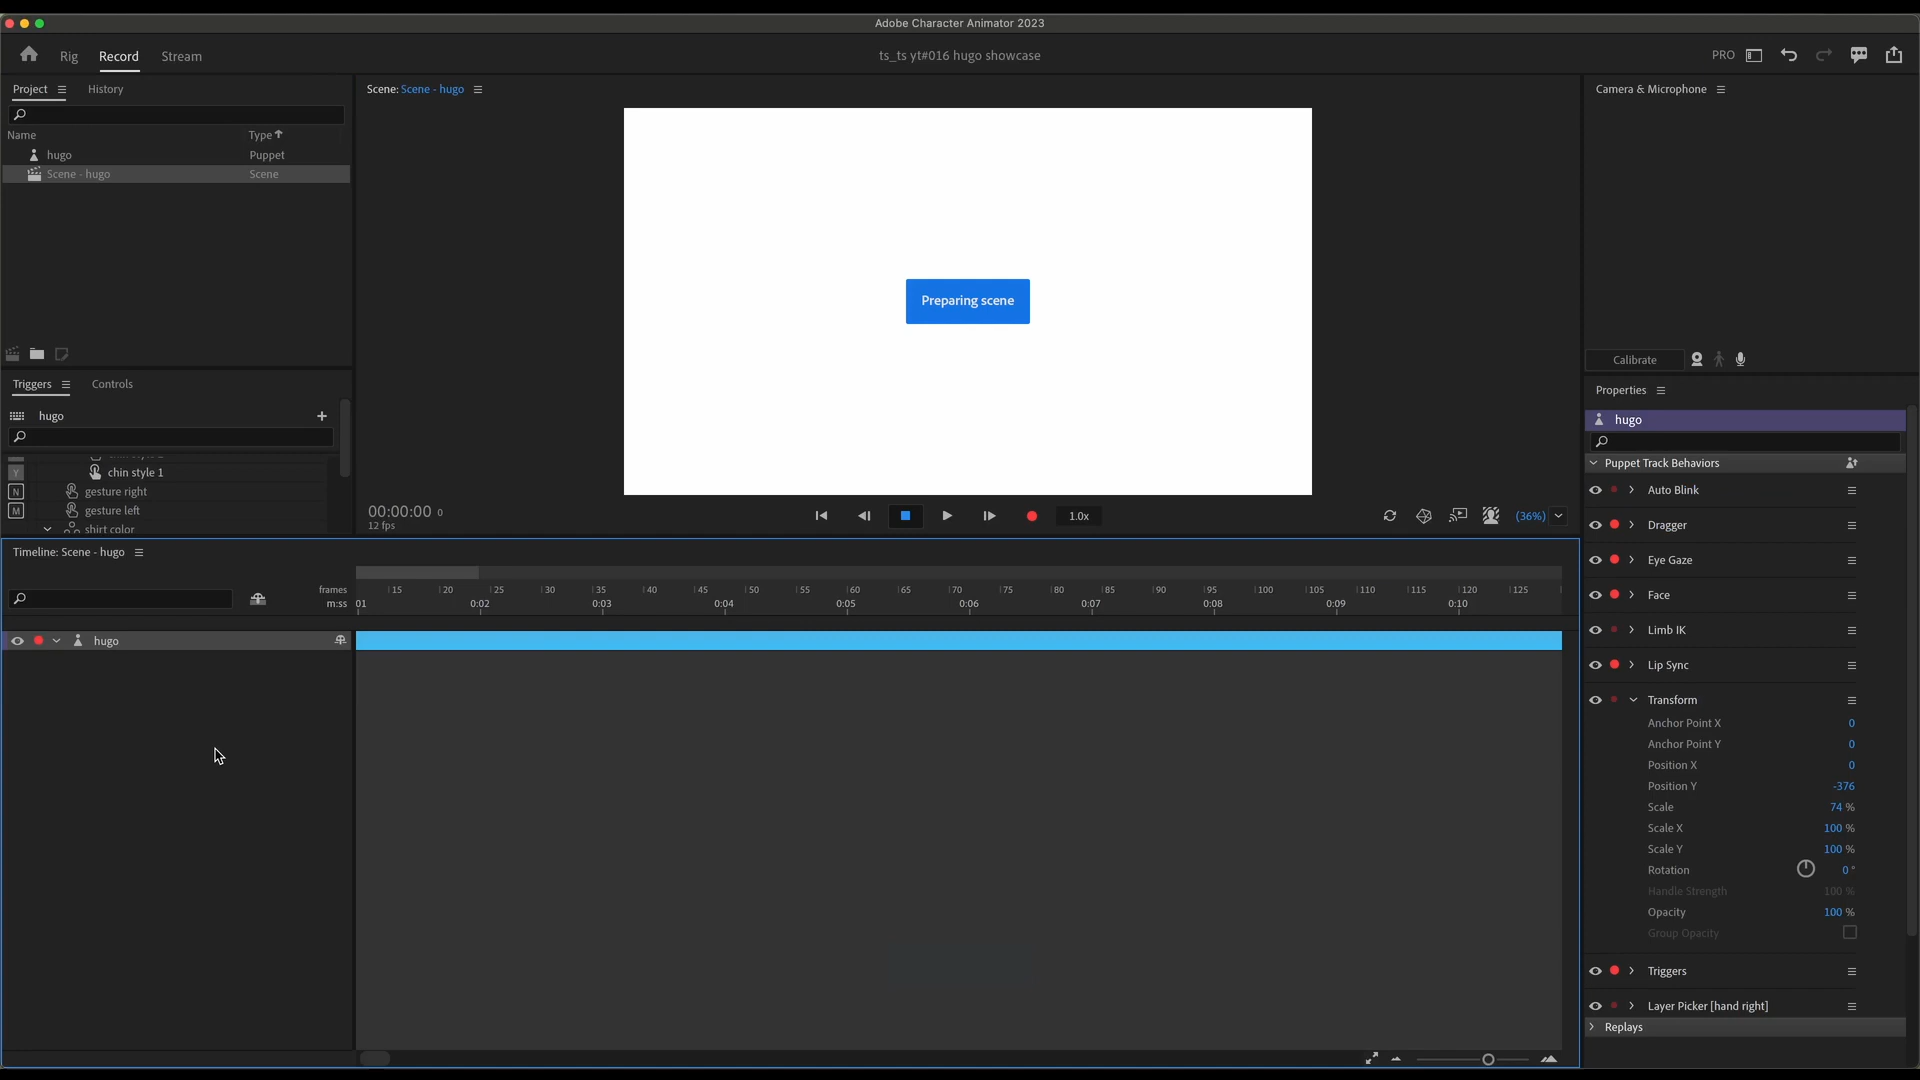 Adobe Character Animator 2023
Rig Record Stream
ts_ts yt#016 hugo showcase
PRO
Project History
Name Type
hugo Puppet
Scene - hugo Scene
Triggers Controls
hugo
Y chin style 1
N gesture right
M gesture left
shirt color
Scene: Scene - hugo
Preparing scene
00:00:00 0
12 fps
1.0x
(36%)
Timeline: Scene - hugo
frames 15 20 25 30 35 40 45 50 55 60 65 70 75 80 85 90 95 100 105 110 115 120 125
m:ss 01 0:02 0:03 0:04 0:05 0:06 0:07 0:08 0:09 0:10
hugo
Camera & Microphone
Calibrate
Properties
hugo
Puppet Track Behaviors
Auto Blink
Dragger
Eye Gaze
Face
Limb IK
Lip Sync
Transform
Anchor Point X 0
Anchor Point Y 0
Position X 0
Position Y -376
Scale 74 %
Scale X 100 %
Scale Y 100 %
Rotation 0 °
Handle Strength 100 %
Opacity 100 %
Group Opacity
Triggers
Layer Picker [hand right]
Replays